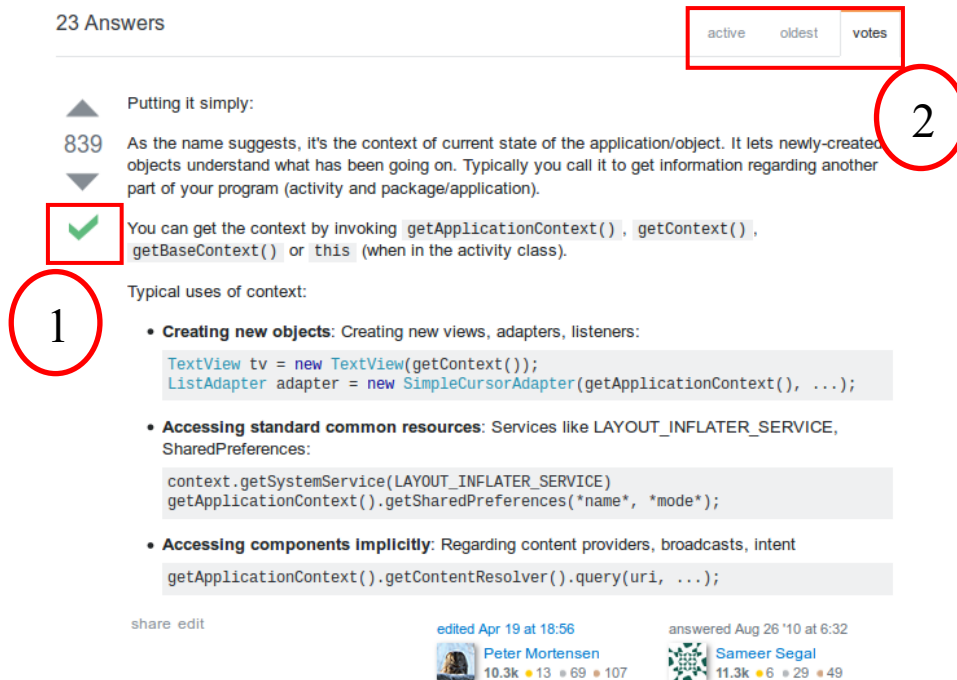 23 Answers
active oldest votes
2
Putting it simply:
839
As the name suggests, it's the context of current state of the application/object. It lets newly-created
objects understand what has been going on. Typically you call it to get information regarding another
part of your program (activity and package/application).
You can get the context by invoking getApplicationContext() , getContext() ,
getBaseContext() or this (when in the activity class).
1
Typical uses of context:
• Creating new objects: Creating new views, adapters, listeners:
TextView tv = new TextView(getContext());
ListAdapter adapter = new SimpleCursorAdapter(getApplicationContext(), ...);
• Accessing standard common resources: Services like LAYOUT_INFLATER_SERVICE,
SharedPreferences:
context.getSystemService(LAYOUT_INFLATER_SERVICE)
getApplicationContext().getSharedPreferences(*name*, *mode*);
• Accessing components implicitly: Regarding content providers, broadcasts, intent
getApplicationContext().getContentResolver().query(uri, ...);
share edit
edited Apr 19 at 18:56
Peter Mortensen
10.3k ● 13 ● 69 ● 107
answered Aug 26 '10 at 6:32
Sameer Segal
11.3k ● 6 ● 29 ● 49